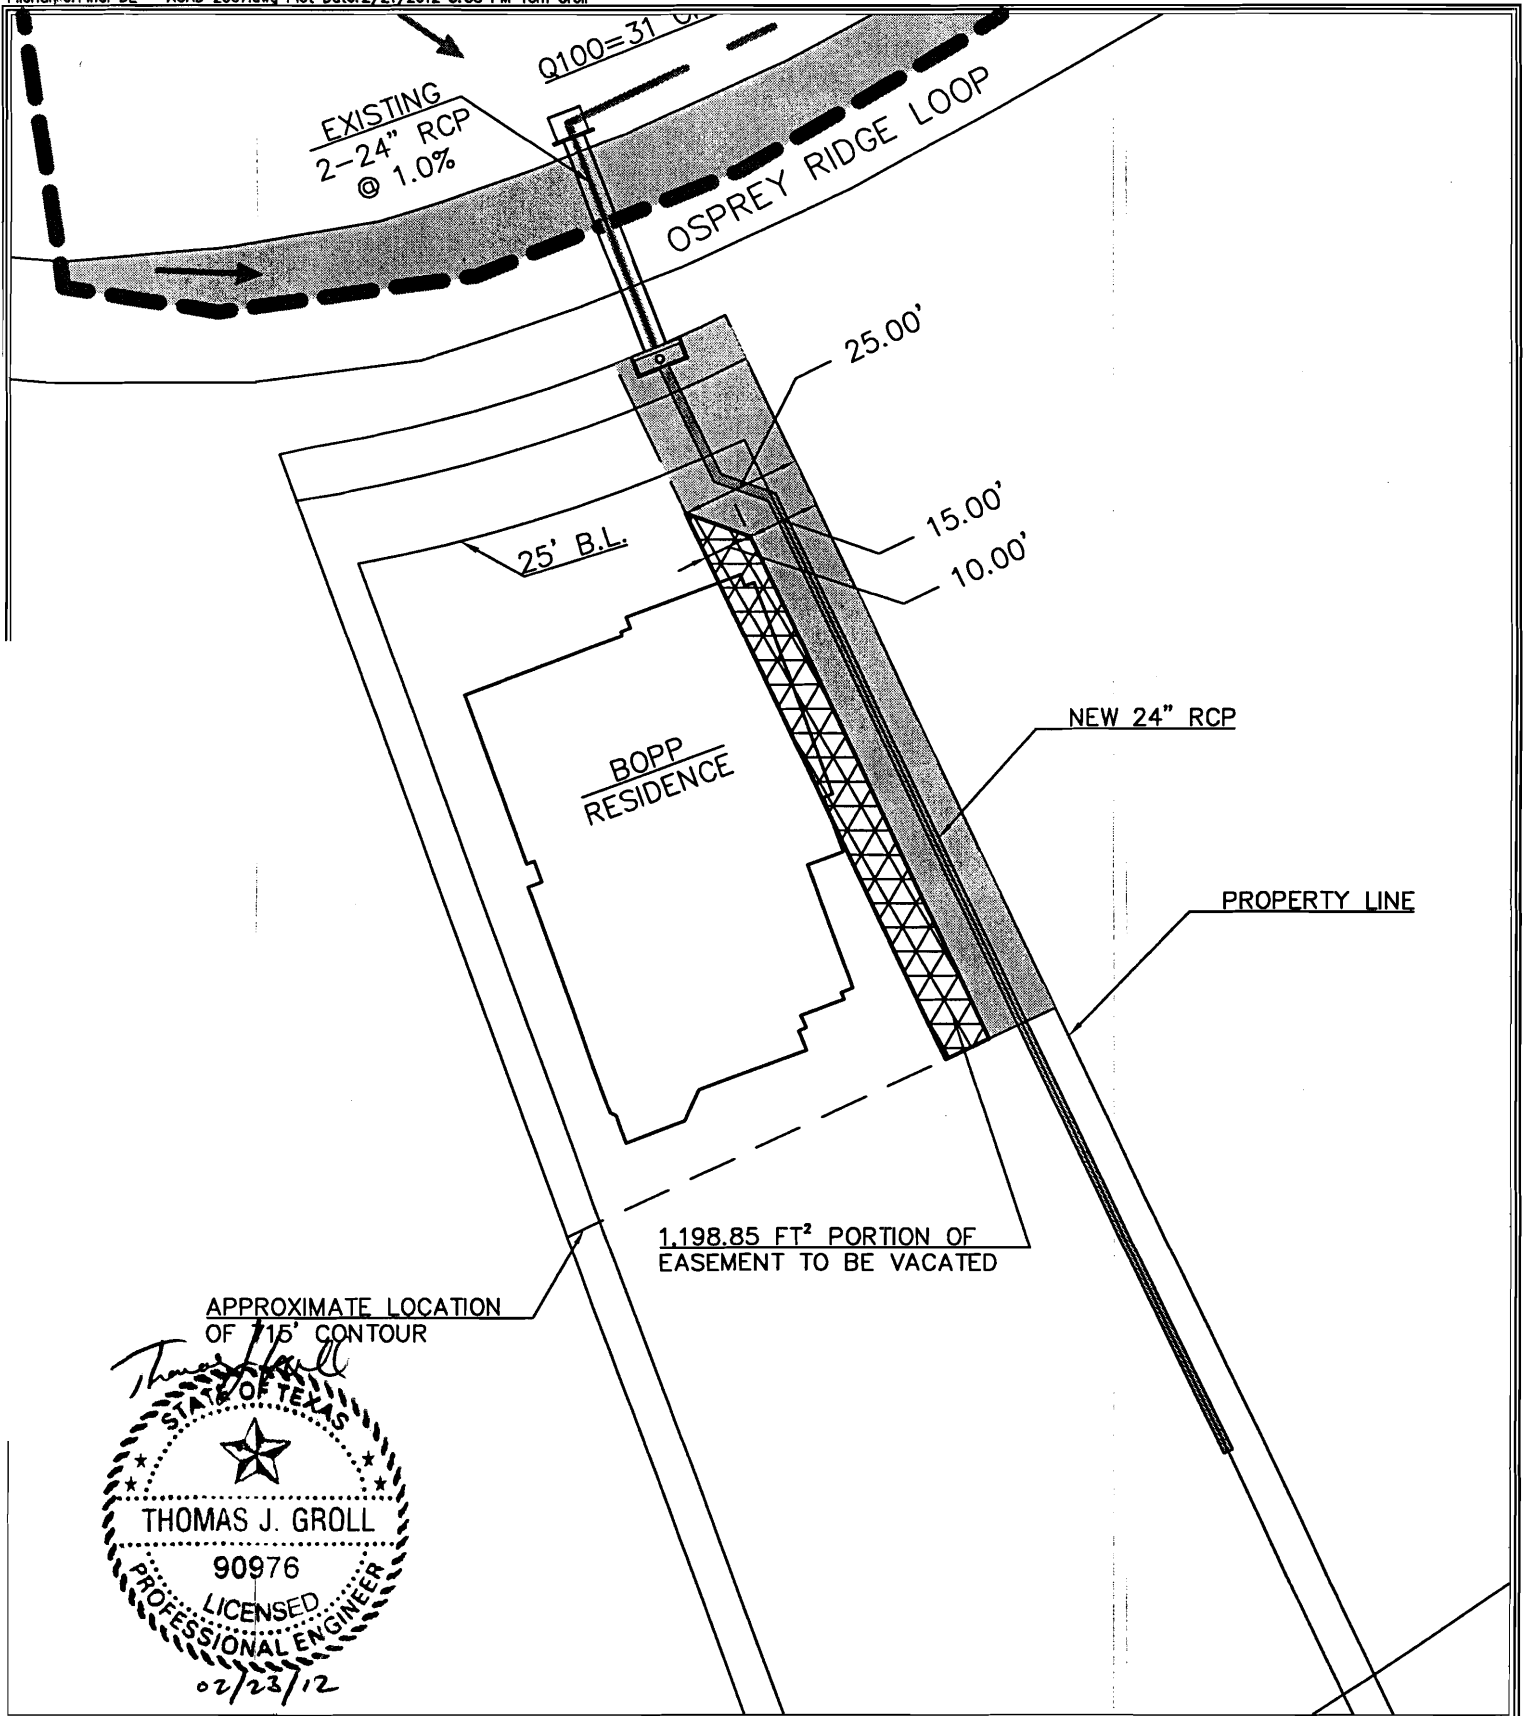 Q100=31
EXISTING
2-24" RCP
@ 1.0%
OSPREY RIDGE LOOP
25.00'
15.00'
10.00'
25' B.L.
BOPP
RESIDENCE
NEW 24" RCP
PROPERTY LINE
1,198.85 FT² PORTION OF
EASEMENT TO BE VACATED
APPROXIMATE LOCATION
OF 715' CONTOUR
STATE OF TEXAS
THOMAS J. GROLL
90976
LICENSED
PROFESSIONAL ENGINEER
02/23/12